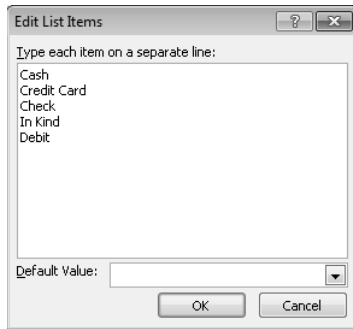 Edit List Items
Type each item on a separate line:
Cash
Credit Card
Check
In Kind
Debit
Default Value:
OK
Cancel